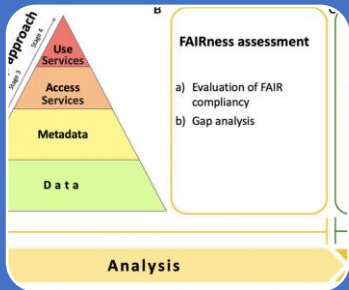 approach
Stage 4
Stage 3
Use
Services
Access
Services
Metadata
Data
B
FAIRness assessment
a) Evaluation of FAIR
compliancy
b) Gap analysis
Analysis